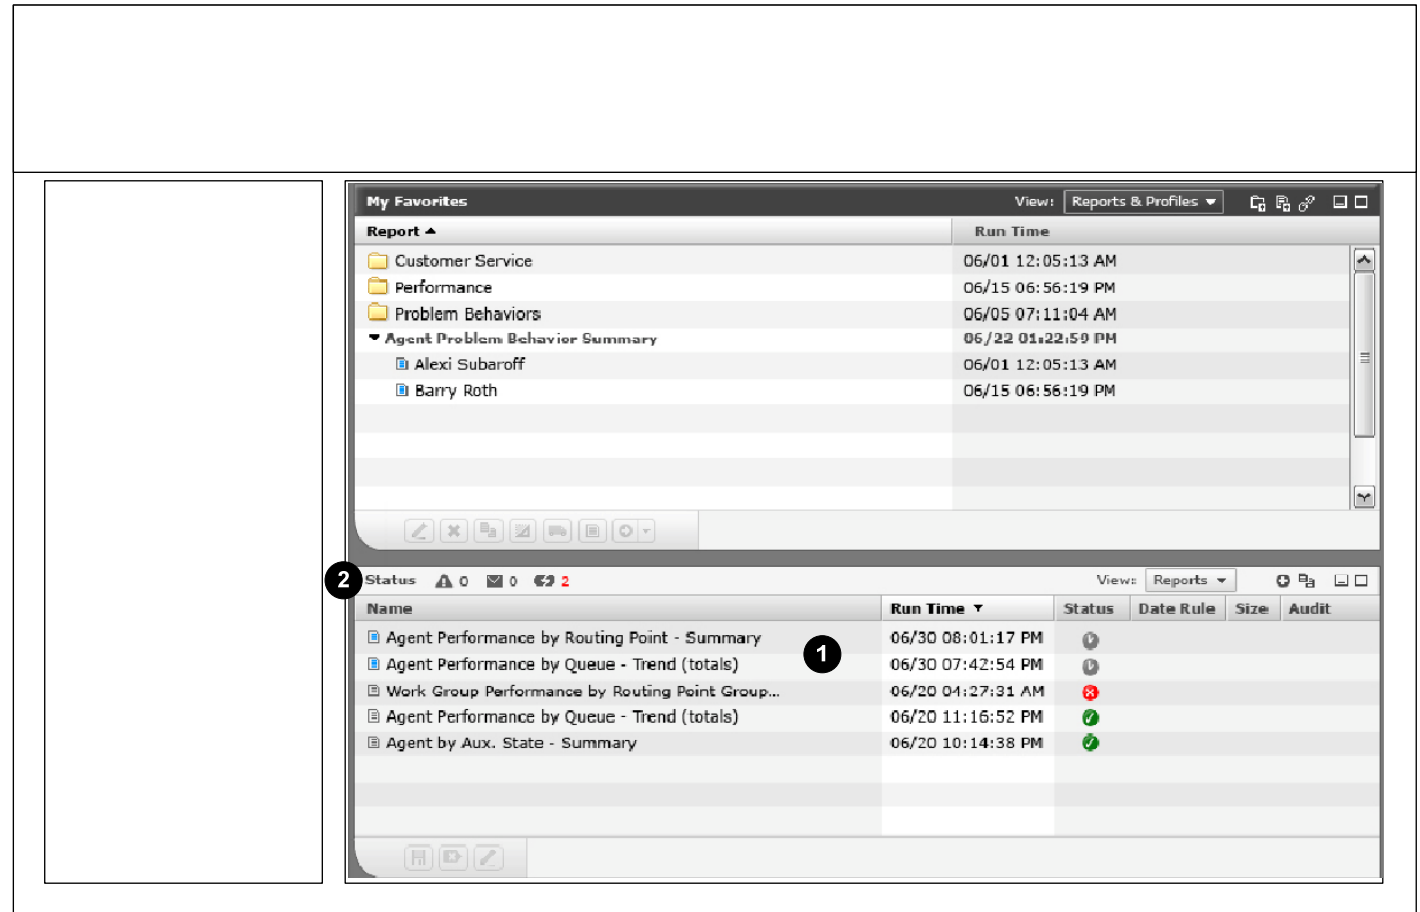 My Favorites View: Reports & Profiles
Report Run Time
Customer Service 06/01 12:05:13 AM
Performance 06/15 06:56:19 PM
Problem Behaviors 06/05 07:11:04 AM
Agent Problem Behavior Summary 06/22 01:22:59 PM
Alexi Subaroff 06/01 12:05:13 AM
Barry Roth 06/15 06:56:19 PM
2 Status 0 0 2 View: Reports
Name Run Time Status Date Rule Size Audit
Agent Performance by Routing Point - Summary 06/30 08:01:17 PM
1
Agent Performance by Queue - Trend (totals) 06/30 07:42:54 PM
Work Group Performance by Routing Point Group... 06/20 04:27:31 AM
Agent Performance by Queue - Trend (totals) 06/20 11:16:52 PM
Agent by Aux. State - Summary 06/20 10:14:38 PM